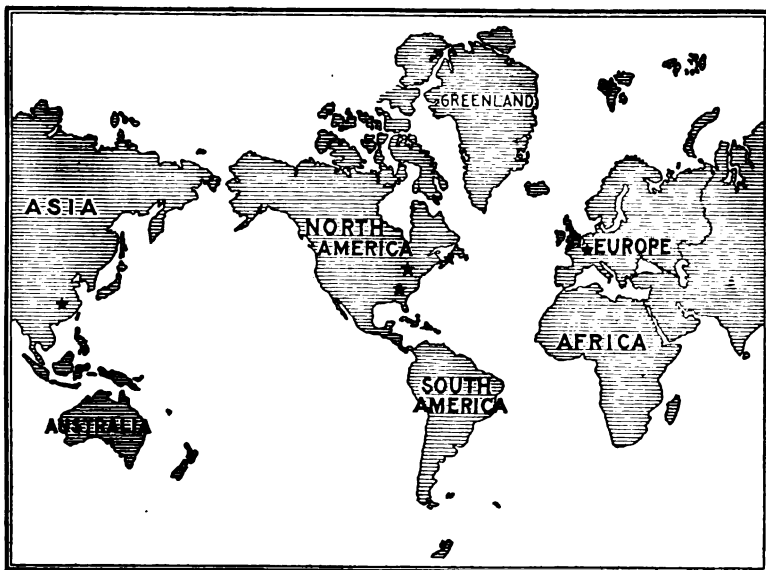 GREENLAND
ASIA
NORTH
AMERICA
EUROPE
AFRICA
SOUTH
AMERICA
AUSTRALIA